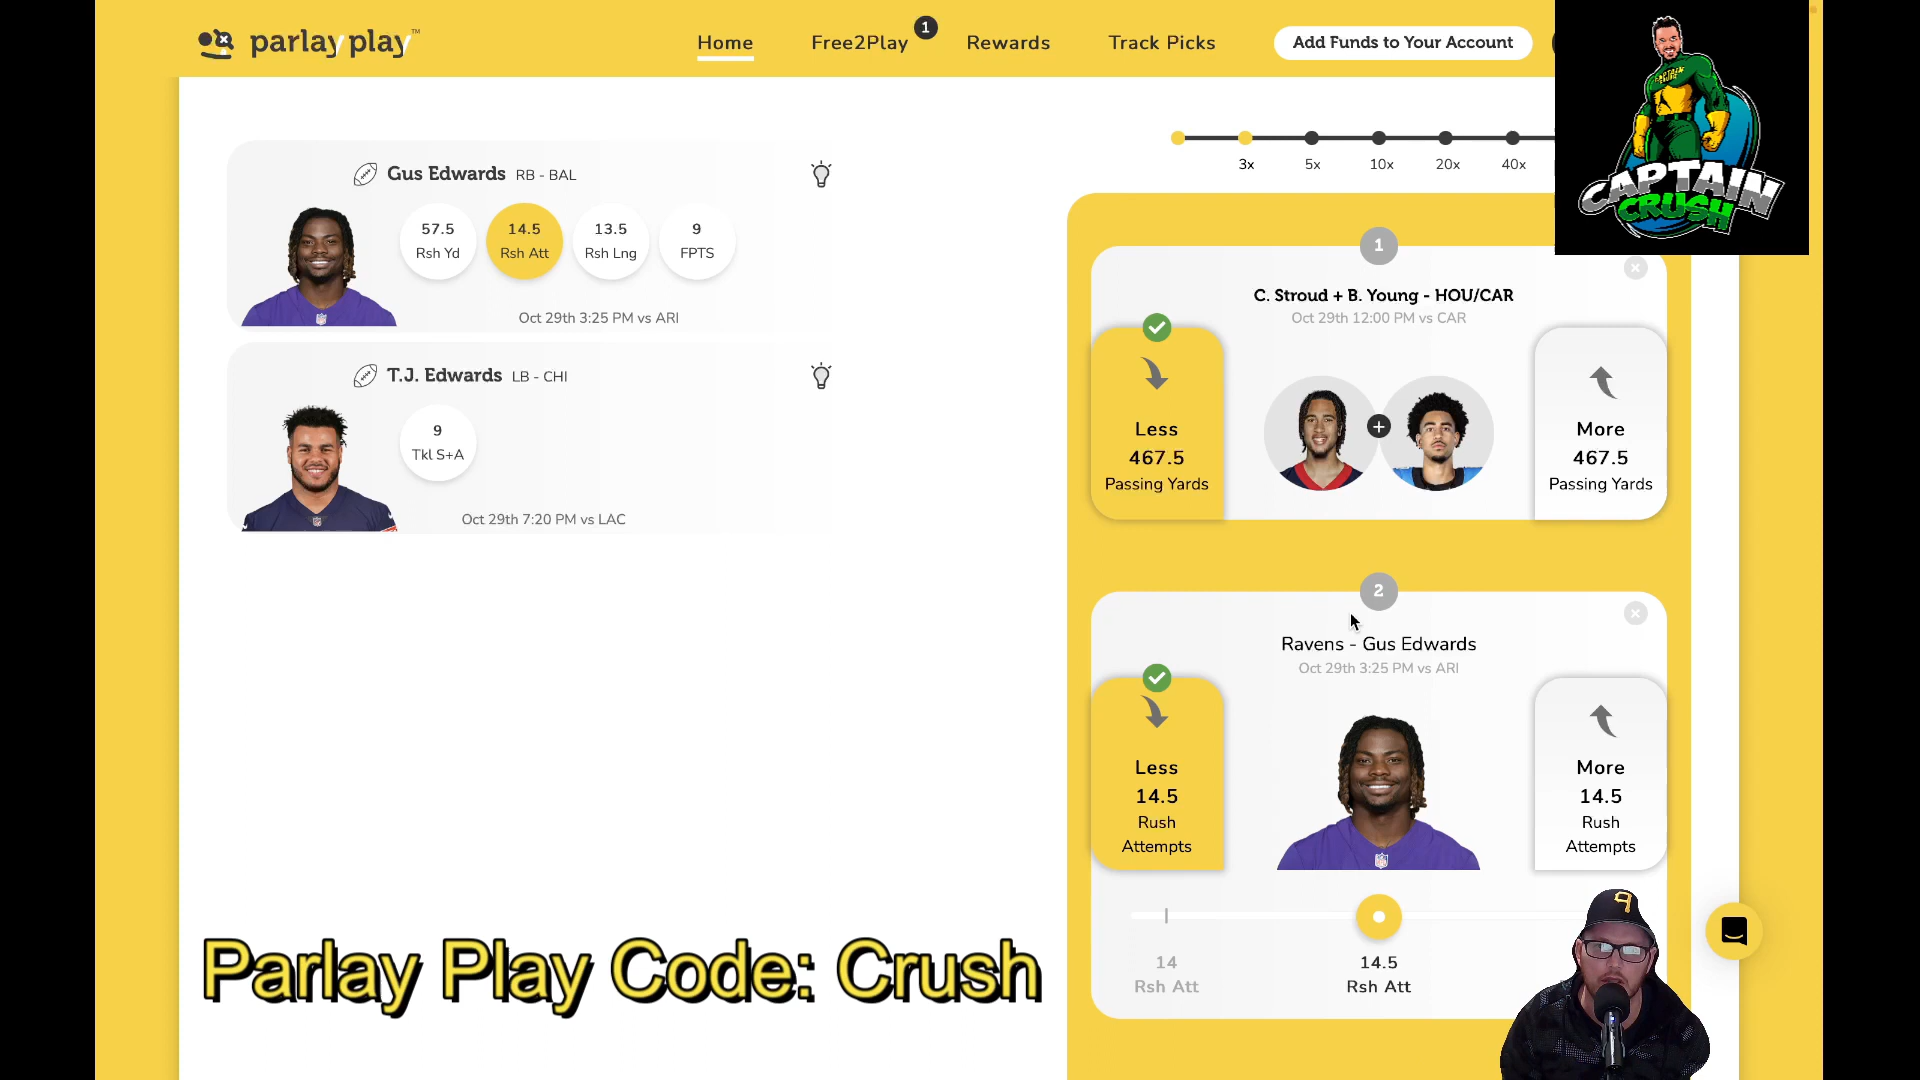 parlay play™
Home
Free2Play
1
Rewards
Track Picks
Add Funds to Your Account
CAPTAIN
CRUSH
CAPTAIN
CRUSH
3x
5x
10x
20x
40x
Gus Edwards RB - BAL
57.5
Rsh Yd
14.5
Rsh Att
13.5
Rsh Lng
9
FPTS
Oct 29th 3:25 PM vs ARI
T.J. Edwards LB - CHI
9
Tkl S+A
Oct 29th 7:20 PM vs LAC
1
C. Stroud + B. Young - HOU/CAR
Oct 29th 12:00 PM vs CAR
Less
467.5
Passing Yards
More
467.5
Passing Yards
2
Ravens - Gus Edwards
Oct 29th 3:25 PM vs ARI
Less
14.5
Rush
Attempts
More
14.5
Rush
Attempts
14
Rsh Att
14.5
Rsh Att
Parlay Play Code: Crush